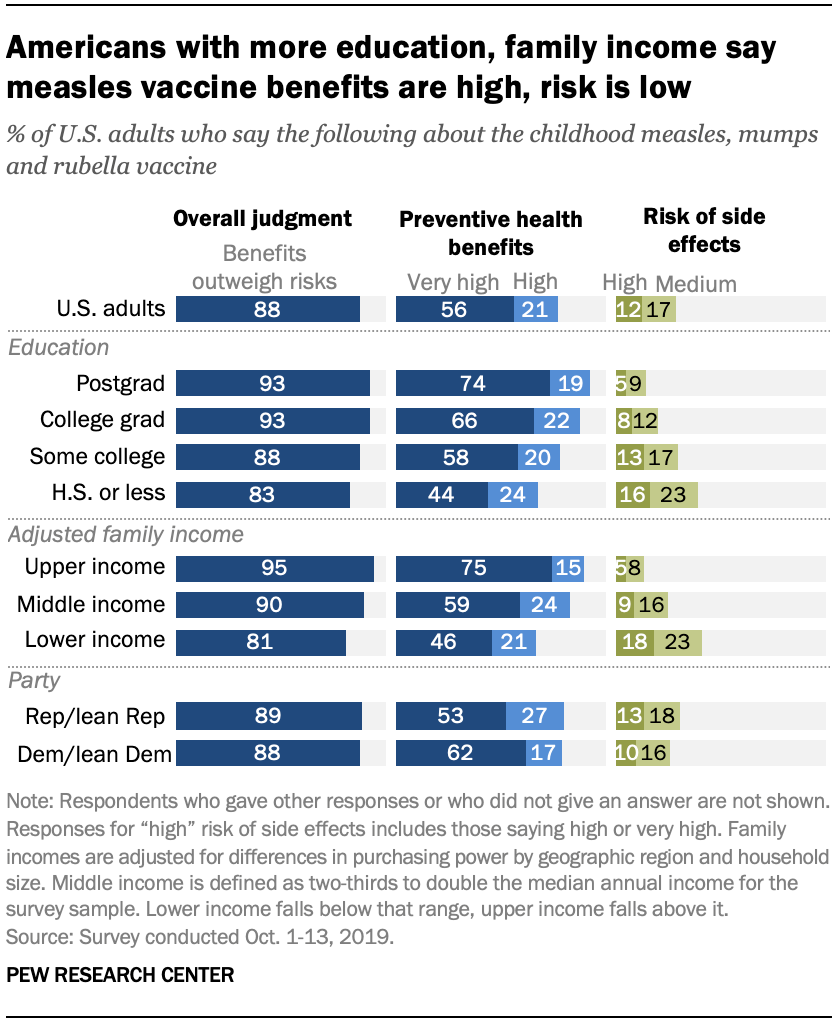 Americans with more education, family income say
measles vaccine benefits are high, risk is low
% of U.S. adults who say the following about the childhood measles, mumps
and rubella vaccine
Overall judgment
Preventive health
benefits
Risk of side
effects
Benefits
outweigh risks
Very high High
High Medium
U.S. adults 88 56 21 12 17
Education
Postgrad 93 74 19 5 9
College grad 93 66 22 8 12
Some college 88 58 20 13 17
H.S. or less 83 44 24 16 23
Adjusted family income
Upper income 95 75 15 5 8
Middle income 90 59 24 9 16
Lower income 81 46 21 18 23
Party
Rep/lean Rep 89 53 27 13 18
Dem/lean Dem 88 62 17 10 16
Note: Respondents who gave other responses or who did not give an answer are not shown.
Responses for “high” risk of side effects includes those saying high or very high. Family
incomes are adjusted for differences in purchasing power by geographic region and household
size. Middle income is defined as two-thirds to double the median annual income for the
survey sample. Lower income falls below that range, upper income falls above it.
Source: Survey conducted Oct. 1-13, 2019.
PEW RESEARCH CENTER